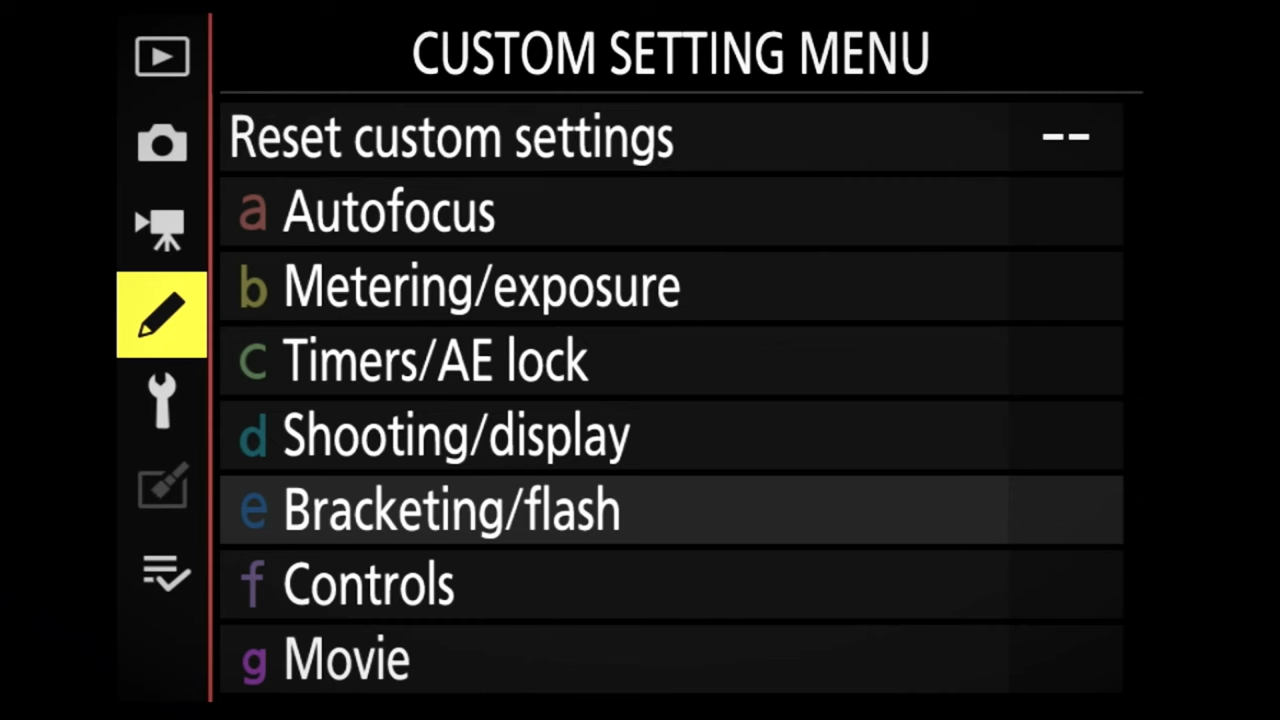 CUSTOM SETTING MENU
Reset custom settings --
a Autofocus
b Metering/exposure
c Timers/AE lock
d Shooting/display
e Bracketing/flash
f Controls
g Movie